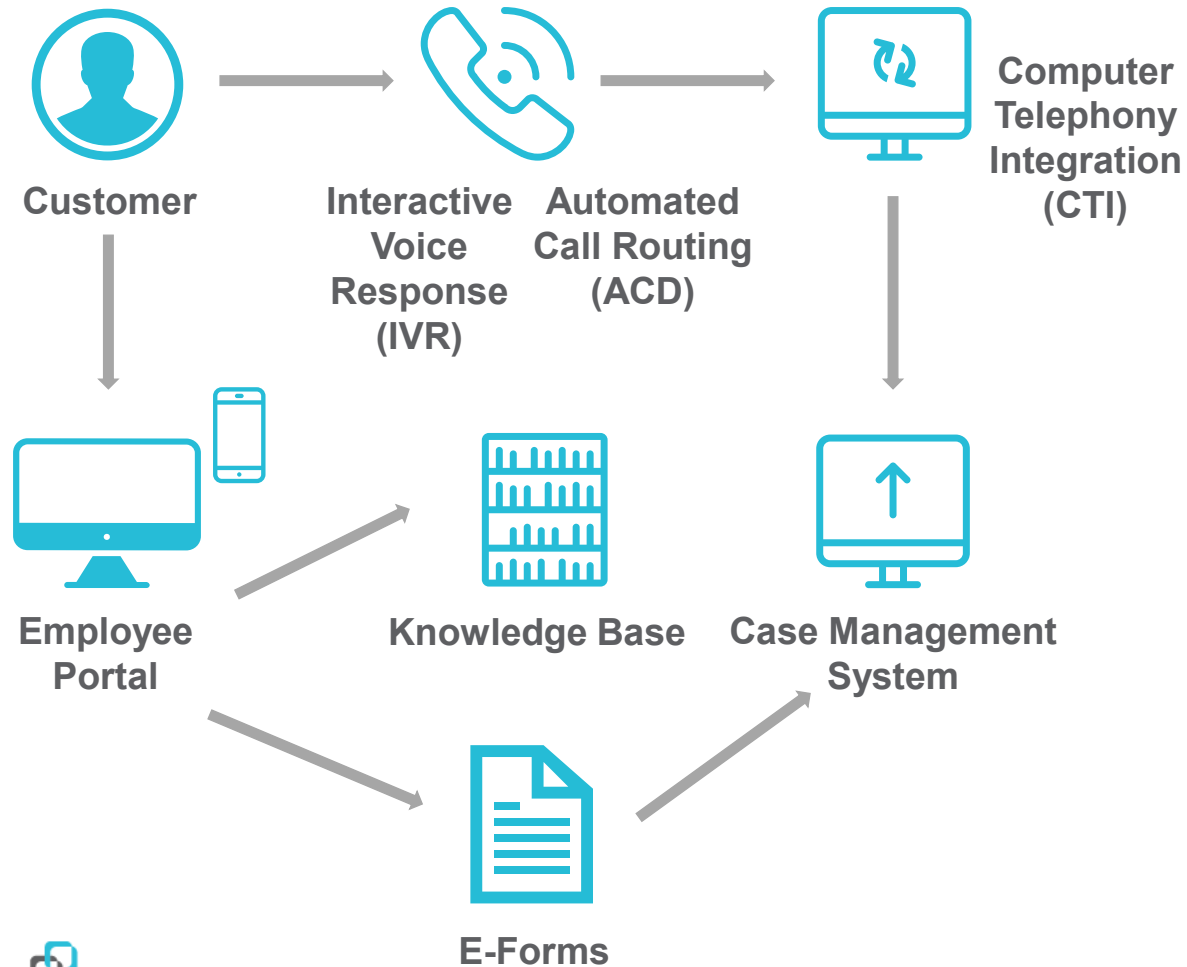 Customer
Interactive
Voice
Response
(IVR)
Automated
Call Routing
(ACD)
Computer
Telephony
Integration
(CTI)
Employee
Portal
Knowledge Base
Case Management
System
E-Forms